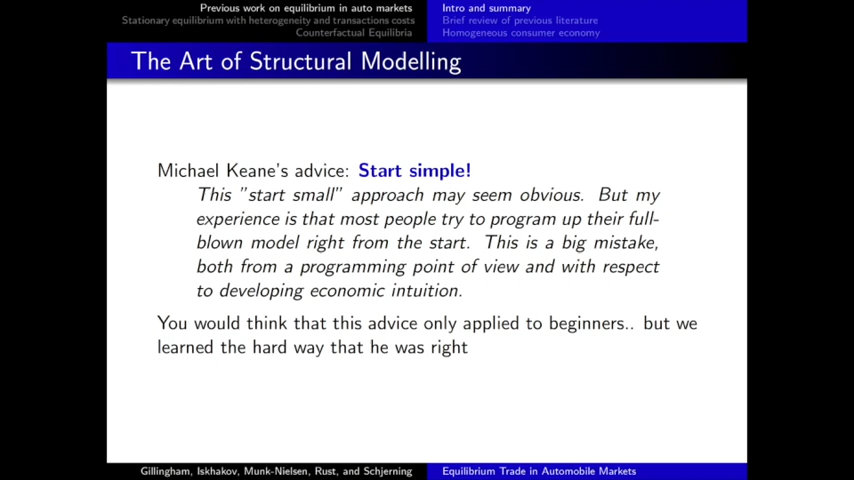 Previous work on equilibrium in auto markets
Stationary equilibrium with heterogeneity and transactions costs
Counterfactual Equilibria
Intro and summary
Brief review of previous literature
Homogeneous consumer economy
The Art of Structural Modelling
Michael Keane's advice: Start simple!
This "start small" approach may seem obvious. But my
experience is that most people try to program up their full-
blown model right from the start. This is a big mistake,
both from a programming point of view and with respect
to developing economic intuition.
You would think that this advice only applied to beginners.. but we
learned the hard way that he was right
Gillingham, Iskhakov, Munk-Nielsen, Rust, and Schjerning
Equilibrium Trade in Automobile Markets